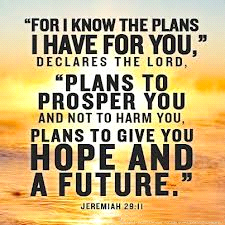 “FOR I KNOW THE PLANS
I HAVE FOR YOU,”
DECLARES THE LORD,
“PLANS TO
PROSPER YOU
AND NOT TO HARM YOU,
PLANS TO GIVE YOU
HOPE AND
A FUTURE.”
JEREMIAH 29:11